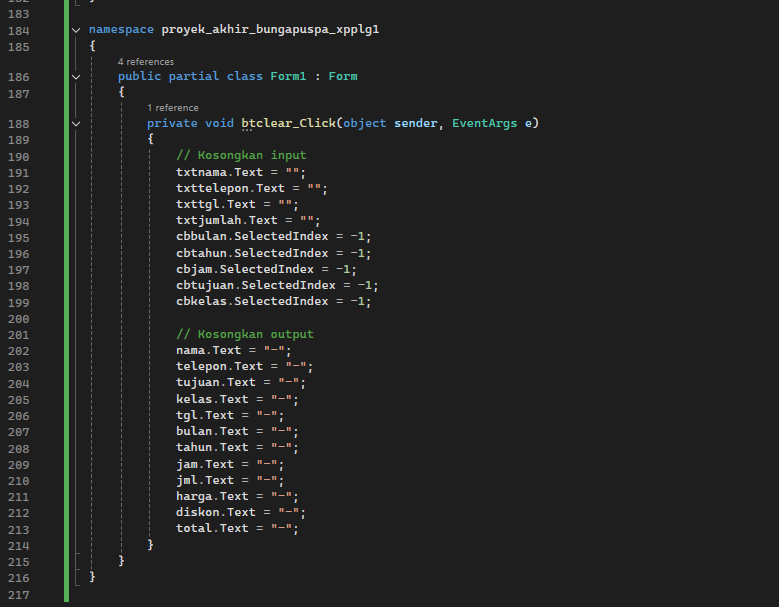 183
184 namespace proyek_akhir_bungapuspa_xpplg1
185 {
4 references
186 public partial class Form1 : Form
187 {
1 reference
188 private void btclear_Click(object sender, EventArgs e)
189 {
190 // Kosongkan input
191 txtnama.Text = "";
192 txttelepon.Text = "";
193 txttgl.Text = "";
194 txtjumlah.Text = "";
195 cbbulan.SelectedIndex = -1;
196 cbtahun.SelectedIndex = -1;
197 cbjam.SelectedIndex = -1;
198 cbtujuan.SelectedIndex = -1;
199 cbkelas.SelectedIndex = -1;
200
201 // Kosongkan output
202 nama.Text = "-";
203 telepon.Text = "-";
204 tujuan.Text = "-";
205 kelas.Text = "-";
206 tgl.Text = "-";
207 bulan.Text = "-";
208 tahun.Text = "-";
209 jam.Text = "-";
210 jml.Text = "-";
211 harga.Text = "-";
212 diskon.Text = "-";
213 total.Text = "-";
214 }
215 }
216 }
217